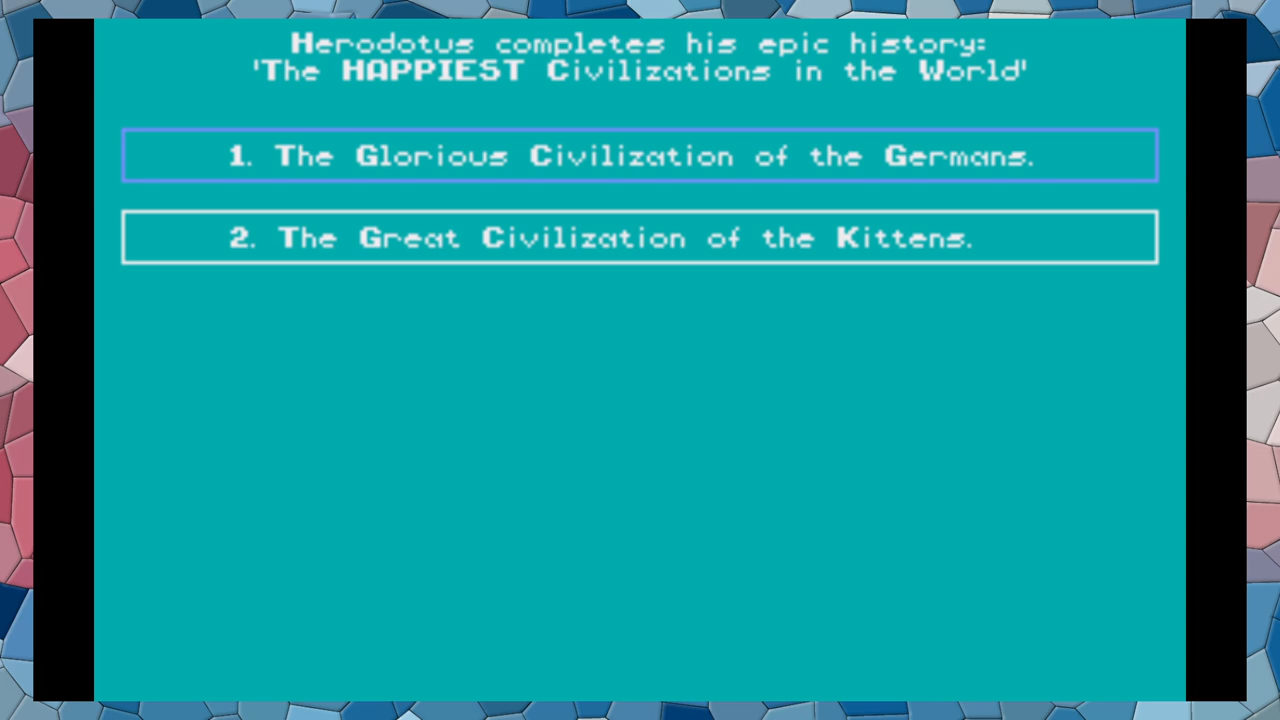 Herodotus completes his epic history:
'The HAPPIEST Civilizations in the World'
1. The Glorious Civilization of the Germans.
2. The Great Civilization of the Kittens.